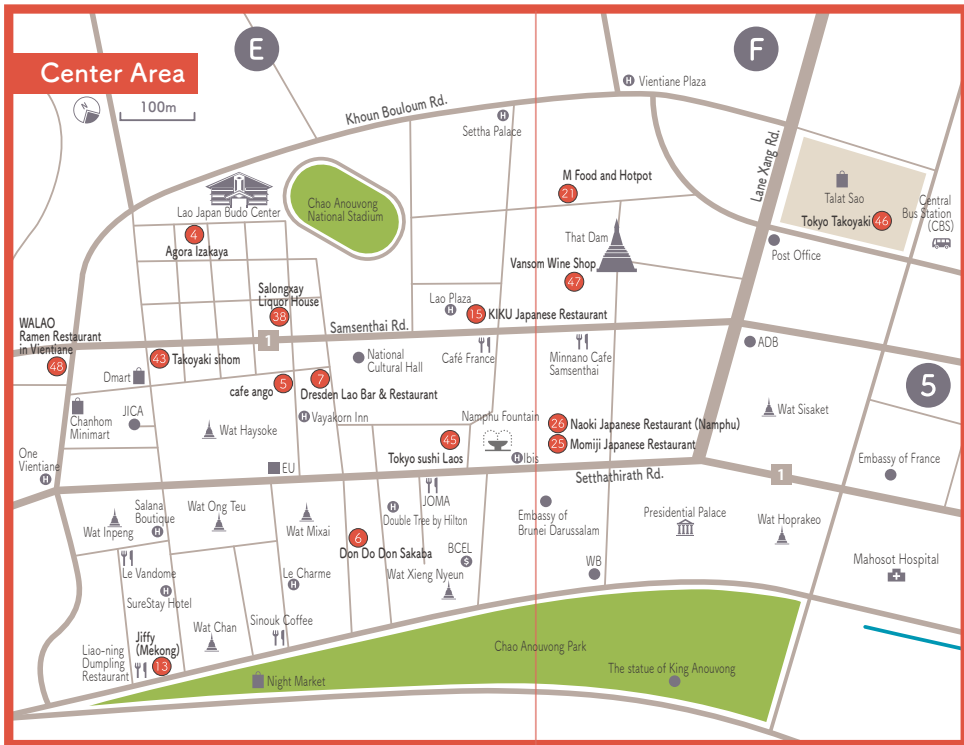 E
F
Center Area
N
100m
Khoun Bouloum Rd.
H
Vientiane Plaza
H
Settha Palace
Lane Xang Rd.
M Food and Hotpot
21
Lao Japan Budo Center
Chao Anouvong
National Stadium
Talat Sao
Tokyo Takoyaki
46
Central
Bus Station
(CBS)
4
Agora Izakaya
That Dam
Post Office
Vansom Wine Shop
47
Salongxay
Liquor House
38
Lao Plaza
H
15
KIKU Japanese Restaurant
Samsenthai Rd.
1
WALAO
Ramen Restaurant
in Vientiane
48
43
Takoyaki sihom
National
Cultural Hall
Café France
Minnano Cafe
Samsenthai
ADB
5
Dmart
cafe ango
5
7
Dresden Lao Bar & Restaurant
Chanhom
Minimart
JICA
Wat Haysoke
H
Vayakorn Inn
Namphu Fountain
26
Naoki Japanese Restaurant (Namphu)
25
Momiji Japanese Restaurant
Wat Sisaket
45
Tokyo sushi Laos
H
Ibis
One
Vientiane
H
EU
Setthathirath Rd.
1
Embassy of France
JOMA
Wat Inpeng
Salana
Boutique
H
Wat Ong Teu
Wat Mixai
H
Double Tree by Hilton
Embassy of
Brunei Darussalam
Presidential Palace
Wat Hoprakeo
6
Don Do Don Sakaba
BCEL
$
Mahosot Hospital
Le Vandome
Le Charme
H
Wat Xieng Nyeun
WB
H
SureStay Hotel
Wat Chan
Sinouk Coffee
Jiffy
(Mekong)
13
Liao-ning
Dumpling
Restaurant
Chao Anouvong Park
Night Market
The statue of King Anouvong